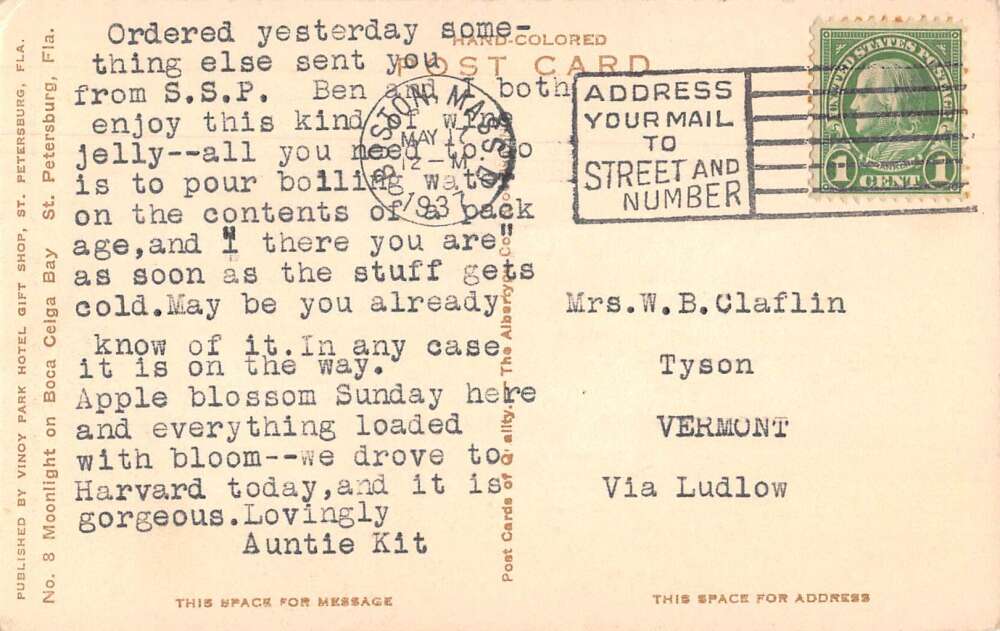 PUBLISHED BY VINOY PARK HOTEL GIFT SHOP, ST. PETERSBURG, FLA.
No. 8 Moonlight on Boca Ceiga Bay St. Petersburg, Fla.
HAND-COLORED
POST CARD
Ordered yesterday some-
thing else sent you
from S.S.P. Ben and I both
enjoy this kind of wine
jelly--all you need to do
is to pour boiling water
on the contents of a pack
age,and " there you are"
as soon as the stuff gets
cold.May be you already
know of it.In any case
it is on the way.
Apple blossom Sunday here
and everything loaded
with bloom--we drove to
Harvard today,and it is
gorgeous.Lovingly
Auntie Kit
BOSTON, MASS.
MAY 17
12-M
1937
ADDRESS
YOUR MAIL
TO
STREET AND
NUMBER
UNITED STATES POSTAGE
FRANKLIN
1 CENT 1
Post Cards of Quality.--The Albertype Co.
Mrs.W.B.Claflin
Tyson
VERMONT
Via Ludlow
THIS SPACE FOR MESSAGE
THIS SPACE FOR ADDRESS